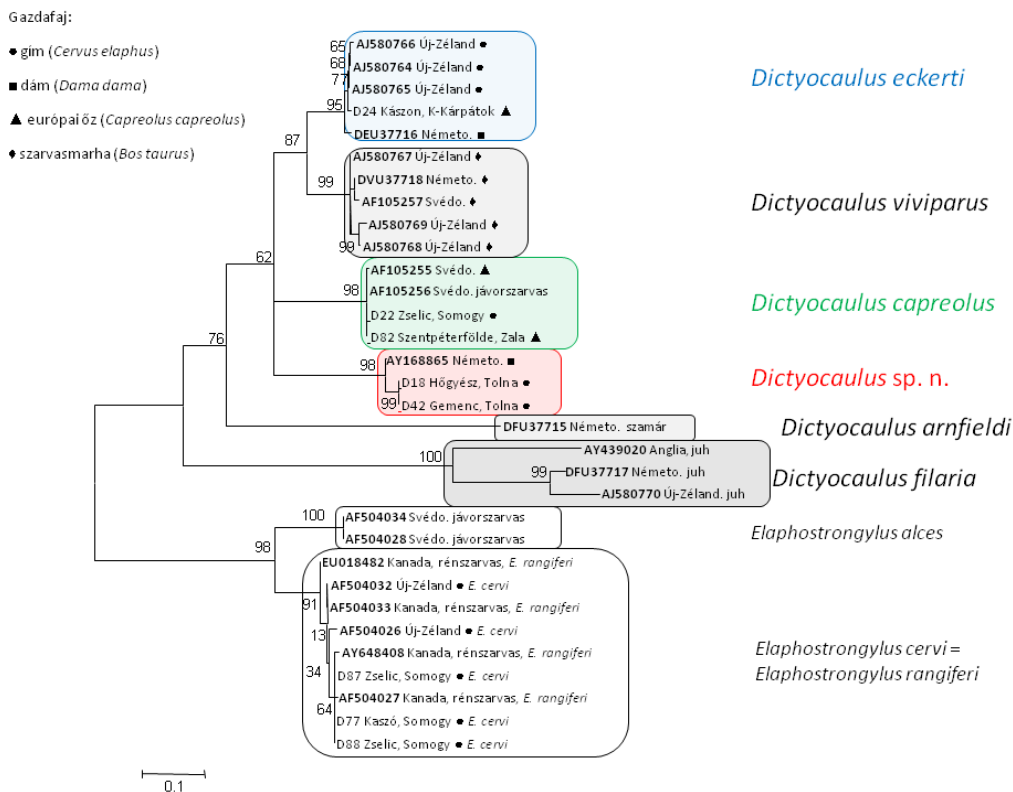 Gazdafaj:
● gím (Cervus elaphus)
■ dám (Dama dama)
▲ európai őz (Capreolus capreolus)
♦ szarvasmarha (Bos taurus)
65
AJ580766 Új-Zéland ●
68
AJ580764 Új-Zéland ●
77
AJ580765 Új-Zéland ●
95
D24 Kászon, K-Kárpátok ▲
DEU37716 Németo. ■
Dictyocaulus eckerti
87
AJ580767 Új-Zéland ♦
DVU37718 Németo. ♦
99
AF105257 Svédo. ♦
AJ580769 Új-Zéland ♦
99
AJ580768 Új-Zéland ♦
Dictyocaulus viviparus
62
AF105255 Svédo. ▲
98
AF105256 Svédo. jávorszarvas
D22 Zselic, Somogy ●
D82 Szentpéterfölde, Zala ▲
Dictyocaulus capreolus
76
98
AY168865 Németo. ■
D18 Hőgyész, Tolna ●
99
D42 Gemenc, Tolna ●
Dictyocaulus sp. n.
DFU37715 Németo. szamár
Dictyocaulus arnfieldi
100
AY439020 Anglia, juh
99
DFU37717 Németo. juh
AJ580770 Új-Zéland. juh
Dictyocaulus filaria
100
AF504034 Svédo. jávorszarvas
AF504028 Svédo. jávorszarvas
Elaphostrongylus alces
98
EU018482 Kanada, rénszarvas, E. rangiferi
AF504032 Új-Zéland ● E. cervi
91
AF504033 Kanada, rénszarvas, E. rangiferi
13
AF504026 Új-Zéland ● E. cervi
AY648408 Kanada, rénszarvas, E. rangiferi
34
D87 Zselic, Somogy ● E. cervi
AF504027 Kanada, rénszarvas, E. rangiferi
64
D77 Kaszó, Somogy ● E. cervi
D88 Zselic, Somogy ● E. cervi
Elaphostrongylus cervi =
Elaphostrongylus rangiferi
0.1